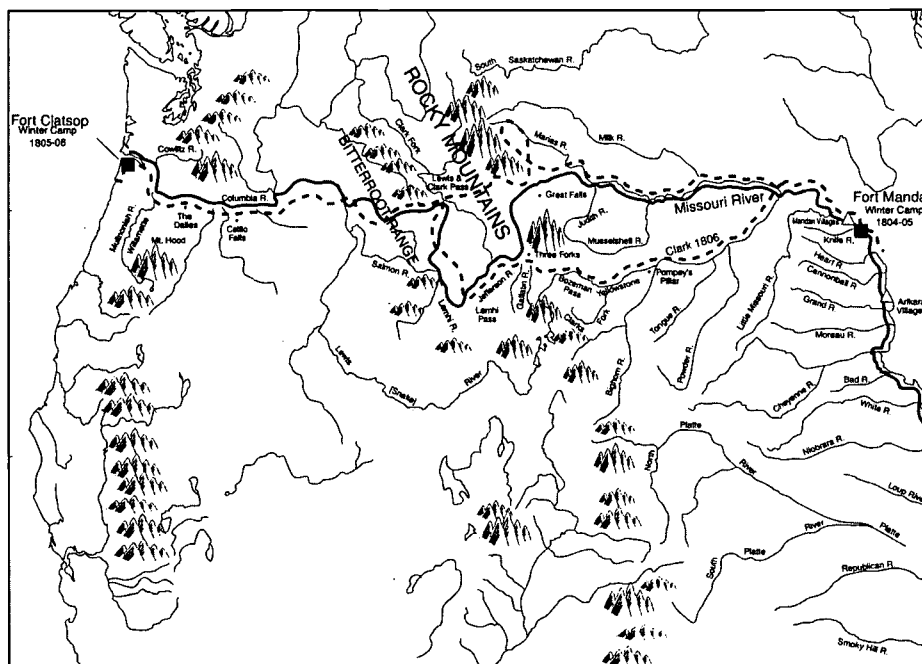 South
Saskatchewan R.
ROCKY MOUNTAINS
Fort Clatsop
Winter Camp
1805-06
Clark Fork
Marias R.
Milk R.
Cowlitz R.
BITTERROOT RANGE
Lewis &
Clark Pass
Columbia R.
Great Falls
Judith R.
Missouri River
Fort Manda
Winter Camp
1804-05
Mandan Villages
Multnomah R.
Willamette
The
Dalles
Celilo
Falls
Mt. Hood
Musselshell R.
Clark 1806
Knife R.
Three Forks
Heart R.
Salmon R.
Jefferson R.
Gallatin R.
Bozeman
Pass
Yellowstone
Pompey's
Pillar
Cannonball R.
Lemhi R.
Lemhi
Pass
Clarks
Fork
Tongue R.
Little Missouri R.
Grand R.
Arikara
Village
Moreau R.
Lewis
(Snake)
River
Bighorn R.
Powder R.
Cheyenne R.
Bad R.
White R.
North
Platte
River
Niobrara R.
Loup Rive
Platte
South
Platte
River
Republican R.
Smoky Hill R.